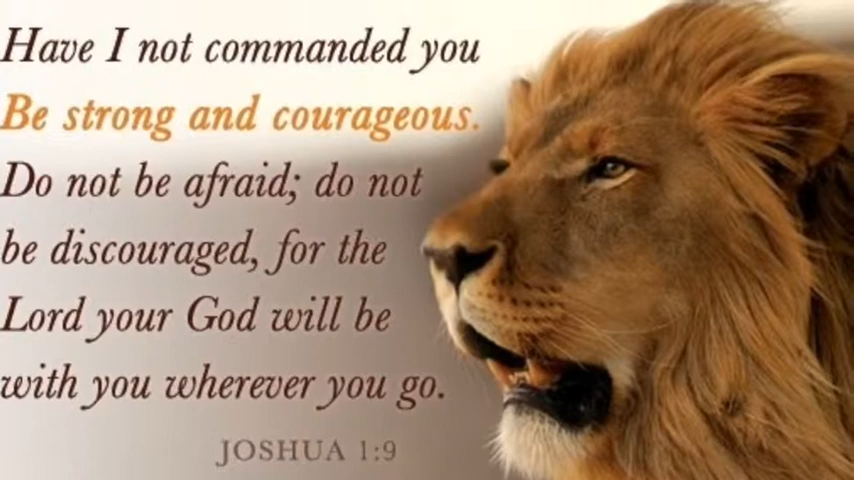 Have I not commanded you
Be strong and courageous.
Do not be afraid; do not
be discouraged, for the
Lord your God will be
with you wherever you go.
JOSHUA 1:9